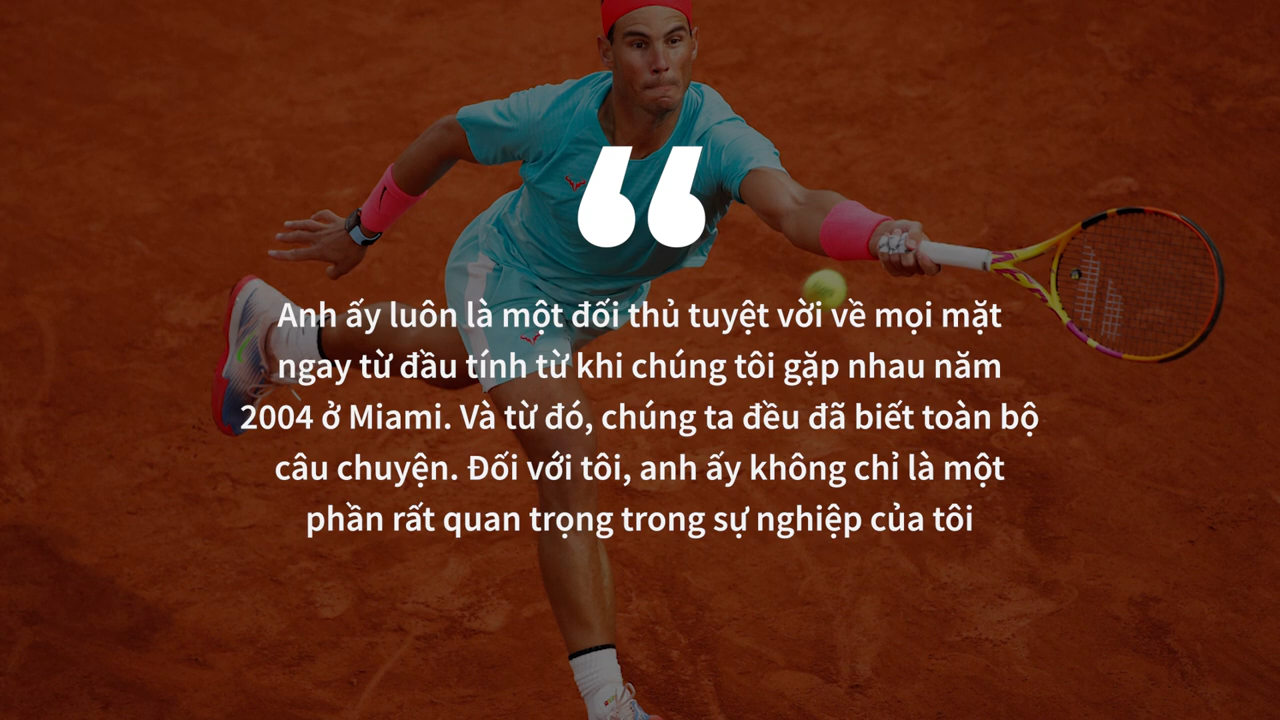 “
Anh ấy luôn là một đối thủ tuyệt vời về mọi mặt
ngay từ đầu tính từ khi chúng tôi gặp nhau năm
2004 ở Miami. Và từ đó, chúng ta đều đã biết toàn bộ
câu chuyện. Đối với tôi, anh ấy không chỉ là một
phần rất quan trọng trong sự nghiệp của tôi